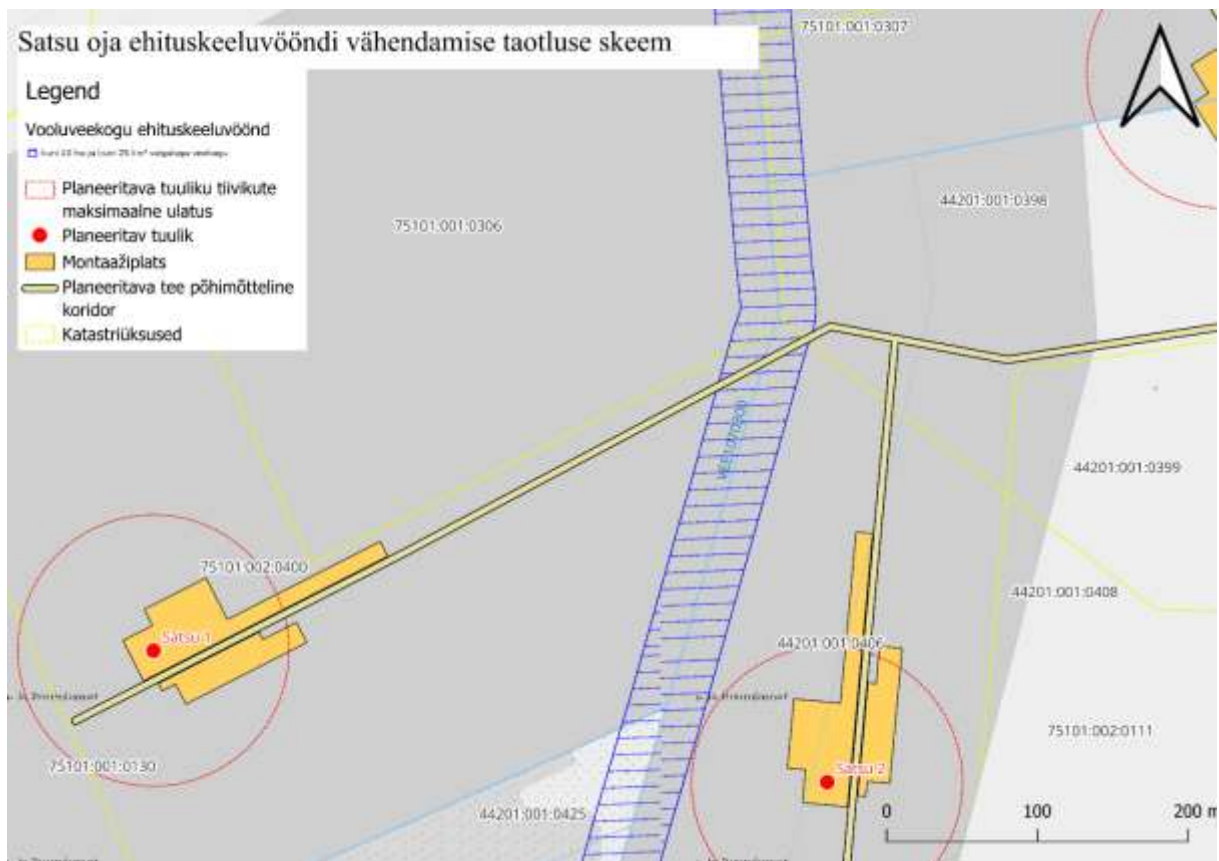 Satsu oja ehituskeeluvööndi vähendamise taotluse skeem
Legend
Vooluveekogu ehituskeeluvöönd
Planeeritava tuuliku tiivikute
maksimaalne ulatus
Planeeritav tuulik
Montaažiplats
Planeeritava tee põhimõtteline
koridor
Katastriüksused
75101:001:0307
75101:001:0306
44201:001:0398
44201:001:0399
75101:002:0400
44201:001:0408
Satsu 1
44201:001:0406
75101:002:0111
75101:001:0130
Satsu 2
44201:001:0425
0 100 200 m